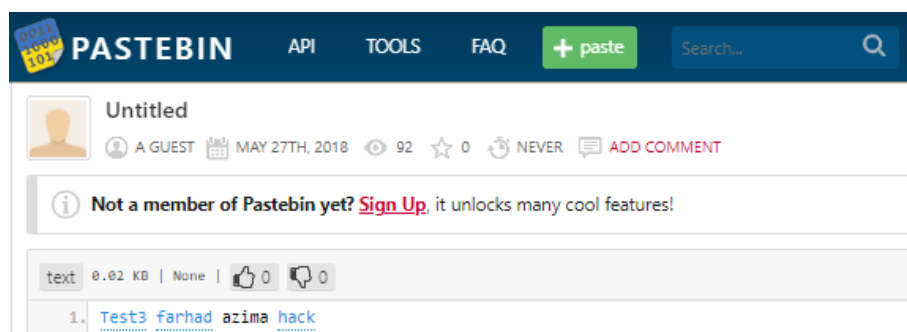 PASTEBIN API TOOLS FAQ + paste Search...
Untitled
A GUEST MAY 27TH, 2018 92 0 NEVER ADD COMMENT
Not a member of Pastebin yet? Sign Up, it unlocks many cool features!
text 0.02 KB | None | 0 0
1. Test3 farhad azima hack